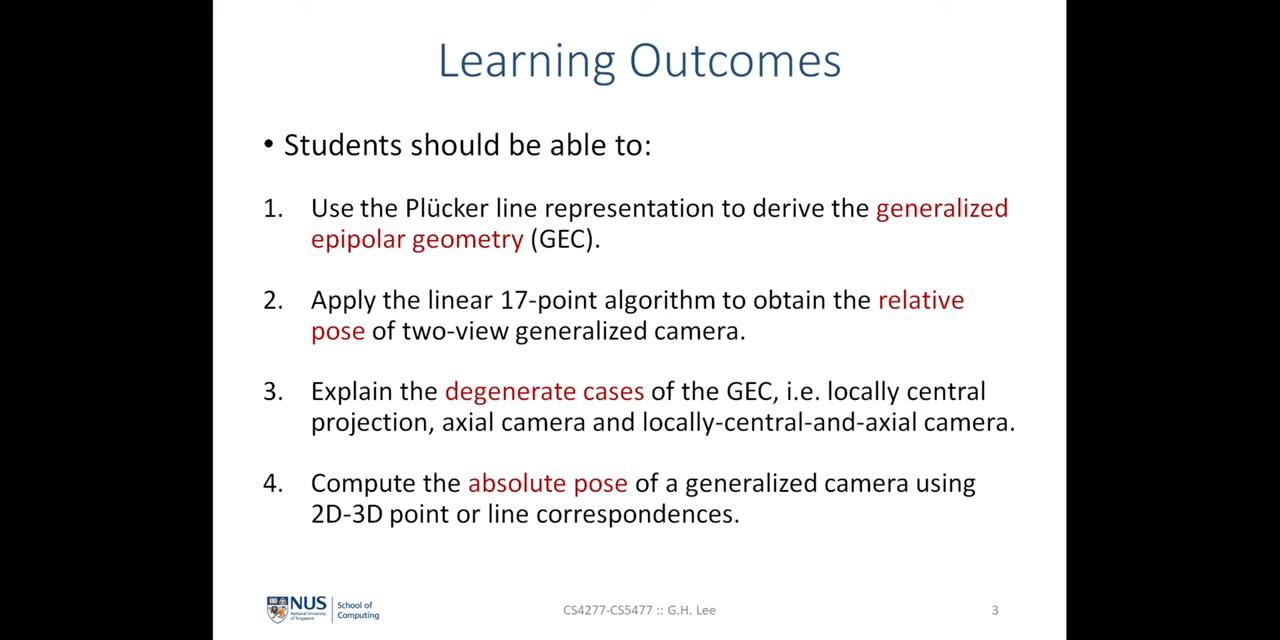 Learning Outcomes
• Students should be able to:
1. Use the Plücker line representation to derive the generalized
epipolar geometry (GEC).
2. Apply the linear 17-point algorithm to obtain the relative
pose of two-view generalized camera.
3. Explain the degenerate cases of the GEC, i.e. locally central
projection, axial camera and locally-central-and-axial camera.
4. Compute the absolute pose of a generalized camera using
2D-3D point or line correspondences.
NUS
National University
of Singapore
School of
Computing
CS4277-CS5477 :: G.H. Lee
3